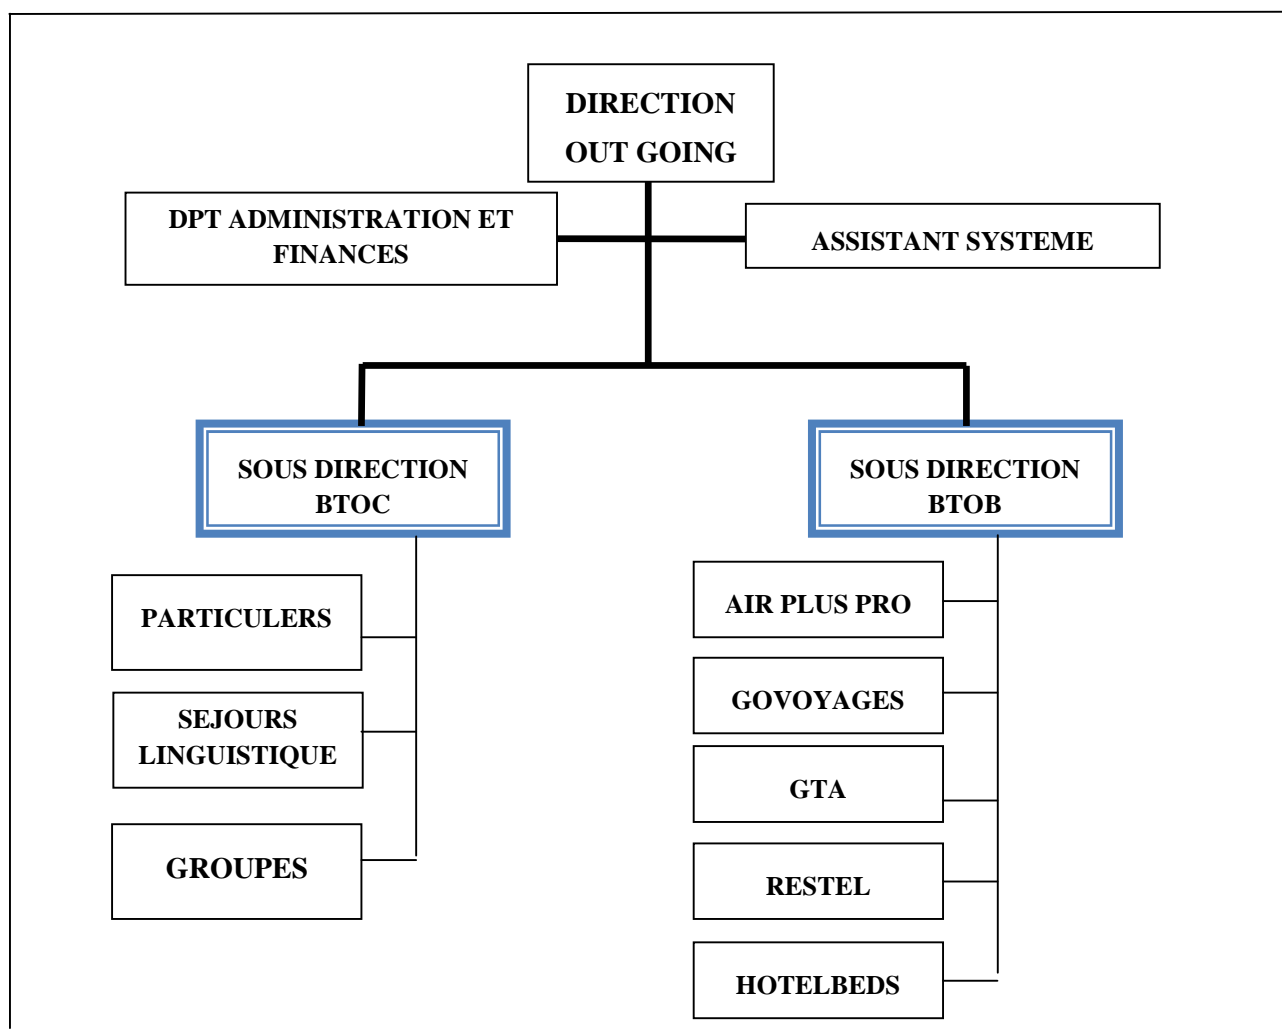 DIRECTION
OUT GOING
DPT ADMINISTRATION ET
FINANCES
ASSISTANT SYSTEME
SOUS DIRECTION
BTOC
SOUS DIRECTION
BTOB
PARTICULERS
SEJOURS
LINGUISTIQUE
GROUPES
AIR PLUS PRO
GOVOYAGES
GTA
RESTEL
HOTELBEDS